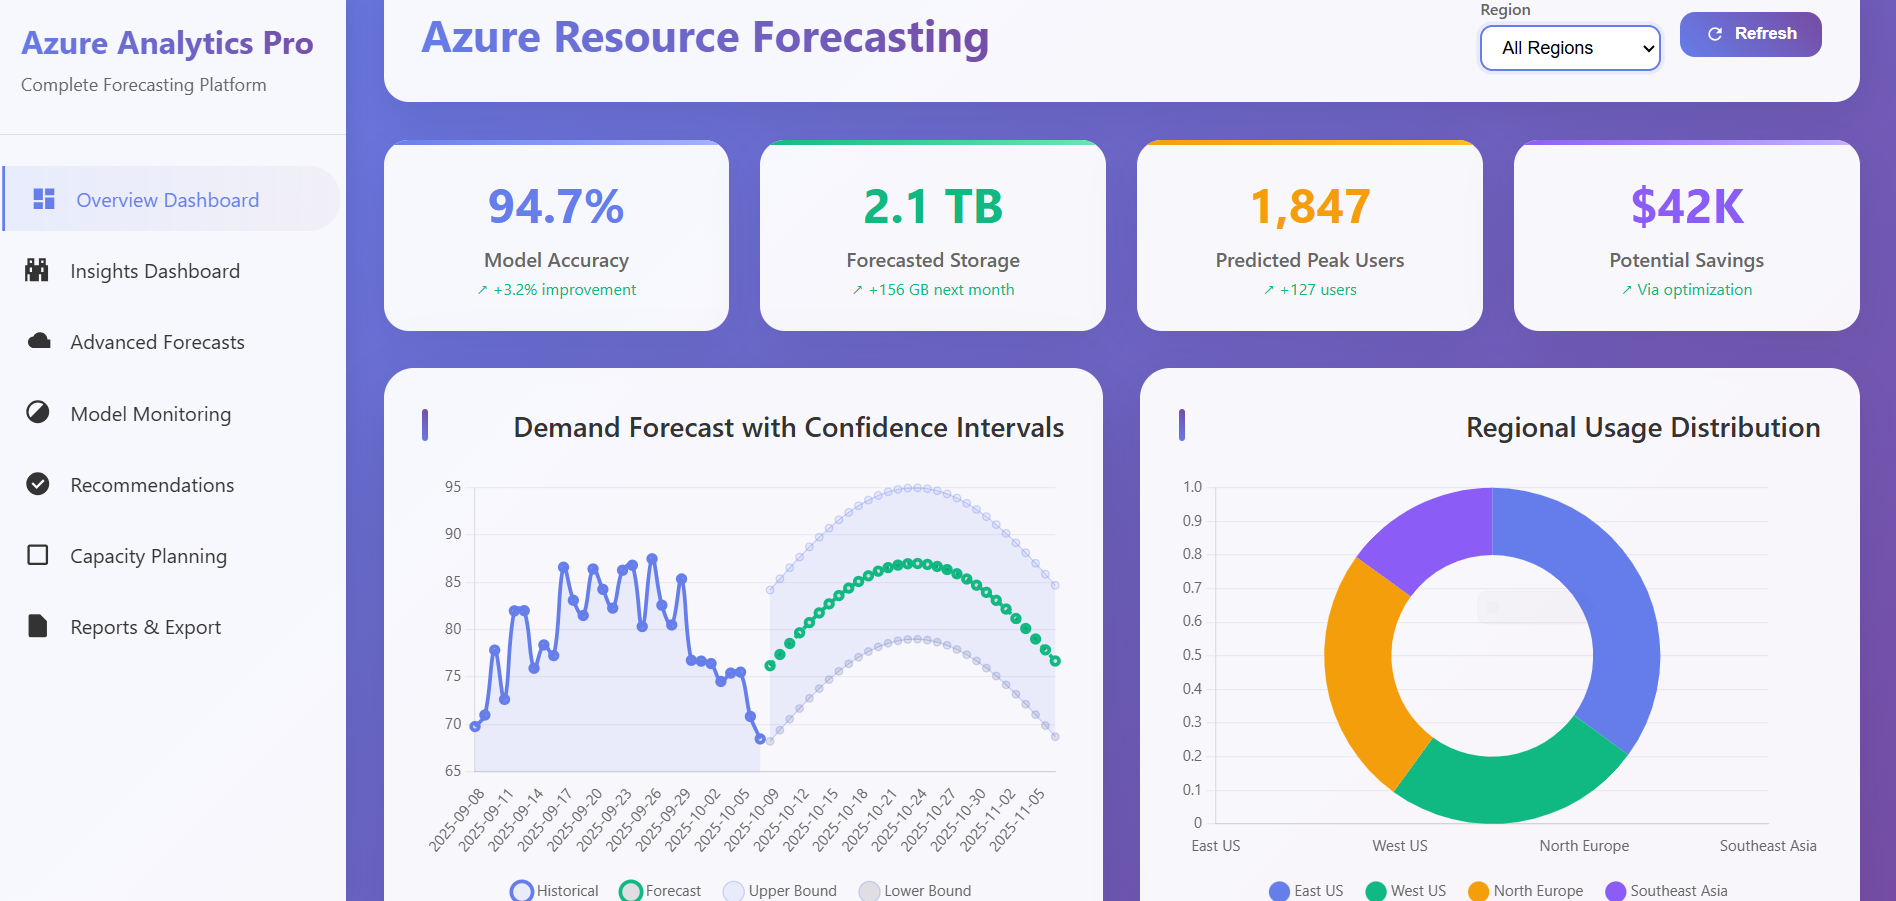 Azure Analytics Pro
Complete Forecasting Platform
Overview Dashboard
Insights Dashboard
Advanced Forecasts
Model Monitoring
Recommendations
Capacity Planning
Reports & Export
Azure Resource Forecasting
Region
All Regions
Refresh
94.7%
Model Accuracy
↗ +3.2% improvement
2.1 TB
Forecasted Storage
↗ +156 GB next month
1,847
Predicted Peak Users
↗ +127 users
$42K
Potential Savings
↗ Via optimization
Demand Forecast with Confidence Intervals
95
90
85
80
75
70
65
2025-09-08
2025-09-11
2025-09-14
2025-09-17
2025-09-20
2025-09-23
2025-09-26
2025-09-29
2025-10-02
2025-10-05
2025-10-09
2025-10-12
2025-10-15
2025-10-18
2025-10-21
2025-10-24
2025-10-27
2025-10-30
2025-11-02
2025-11-05
Historical Forecast Upper Bound Lower Bound
Regional Usage Distribution
1.0
0.9
0.8
0.7
0.6
0.5
0.4
0.3
0.2
0.1
0
East US West US North Europe Southeast Asia
East US West US North Europe Southeast Asia